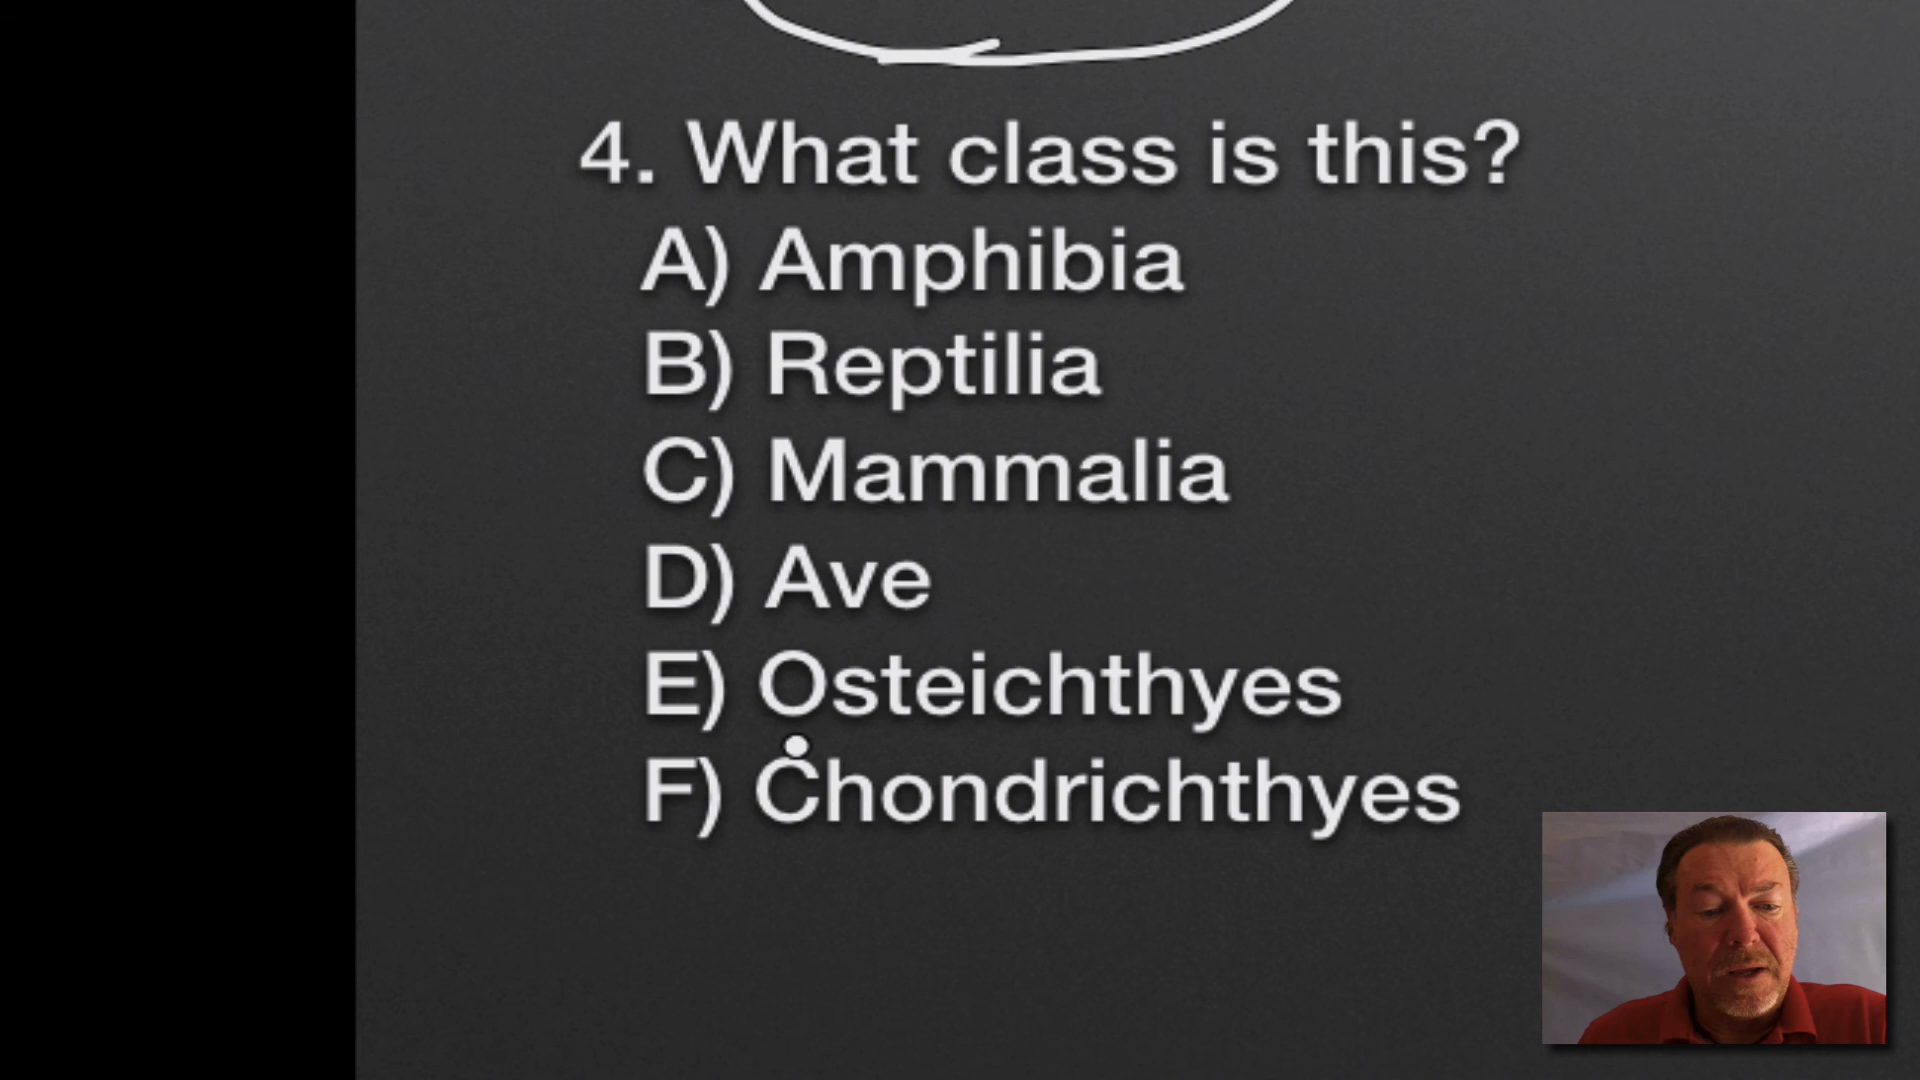 4. What class is this?
A) Amphibia
B) Reptilia
C) Mammalia
D) Ave
E) Osteichthyes
F) Chondrichthyes